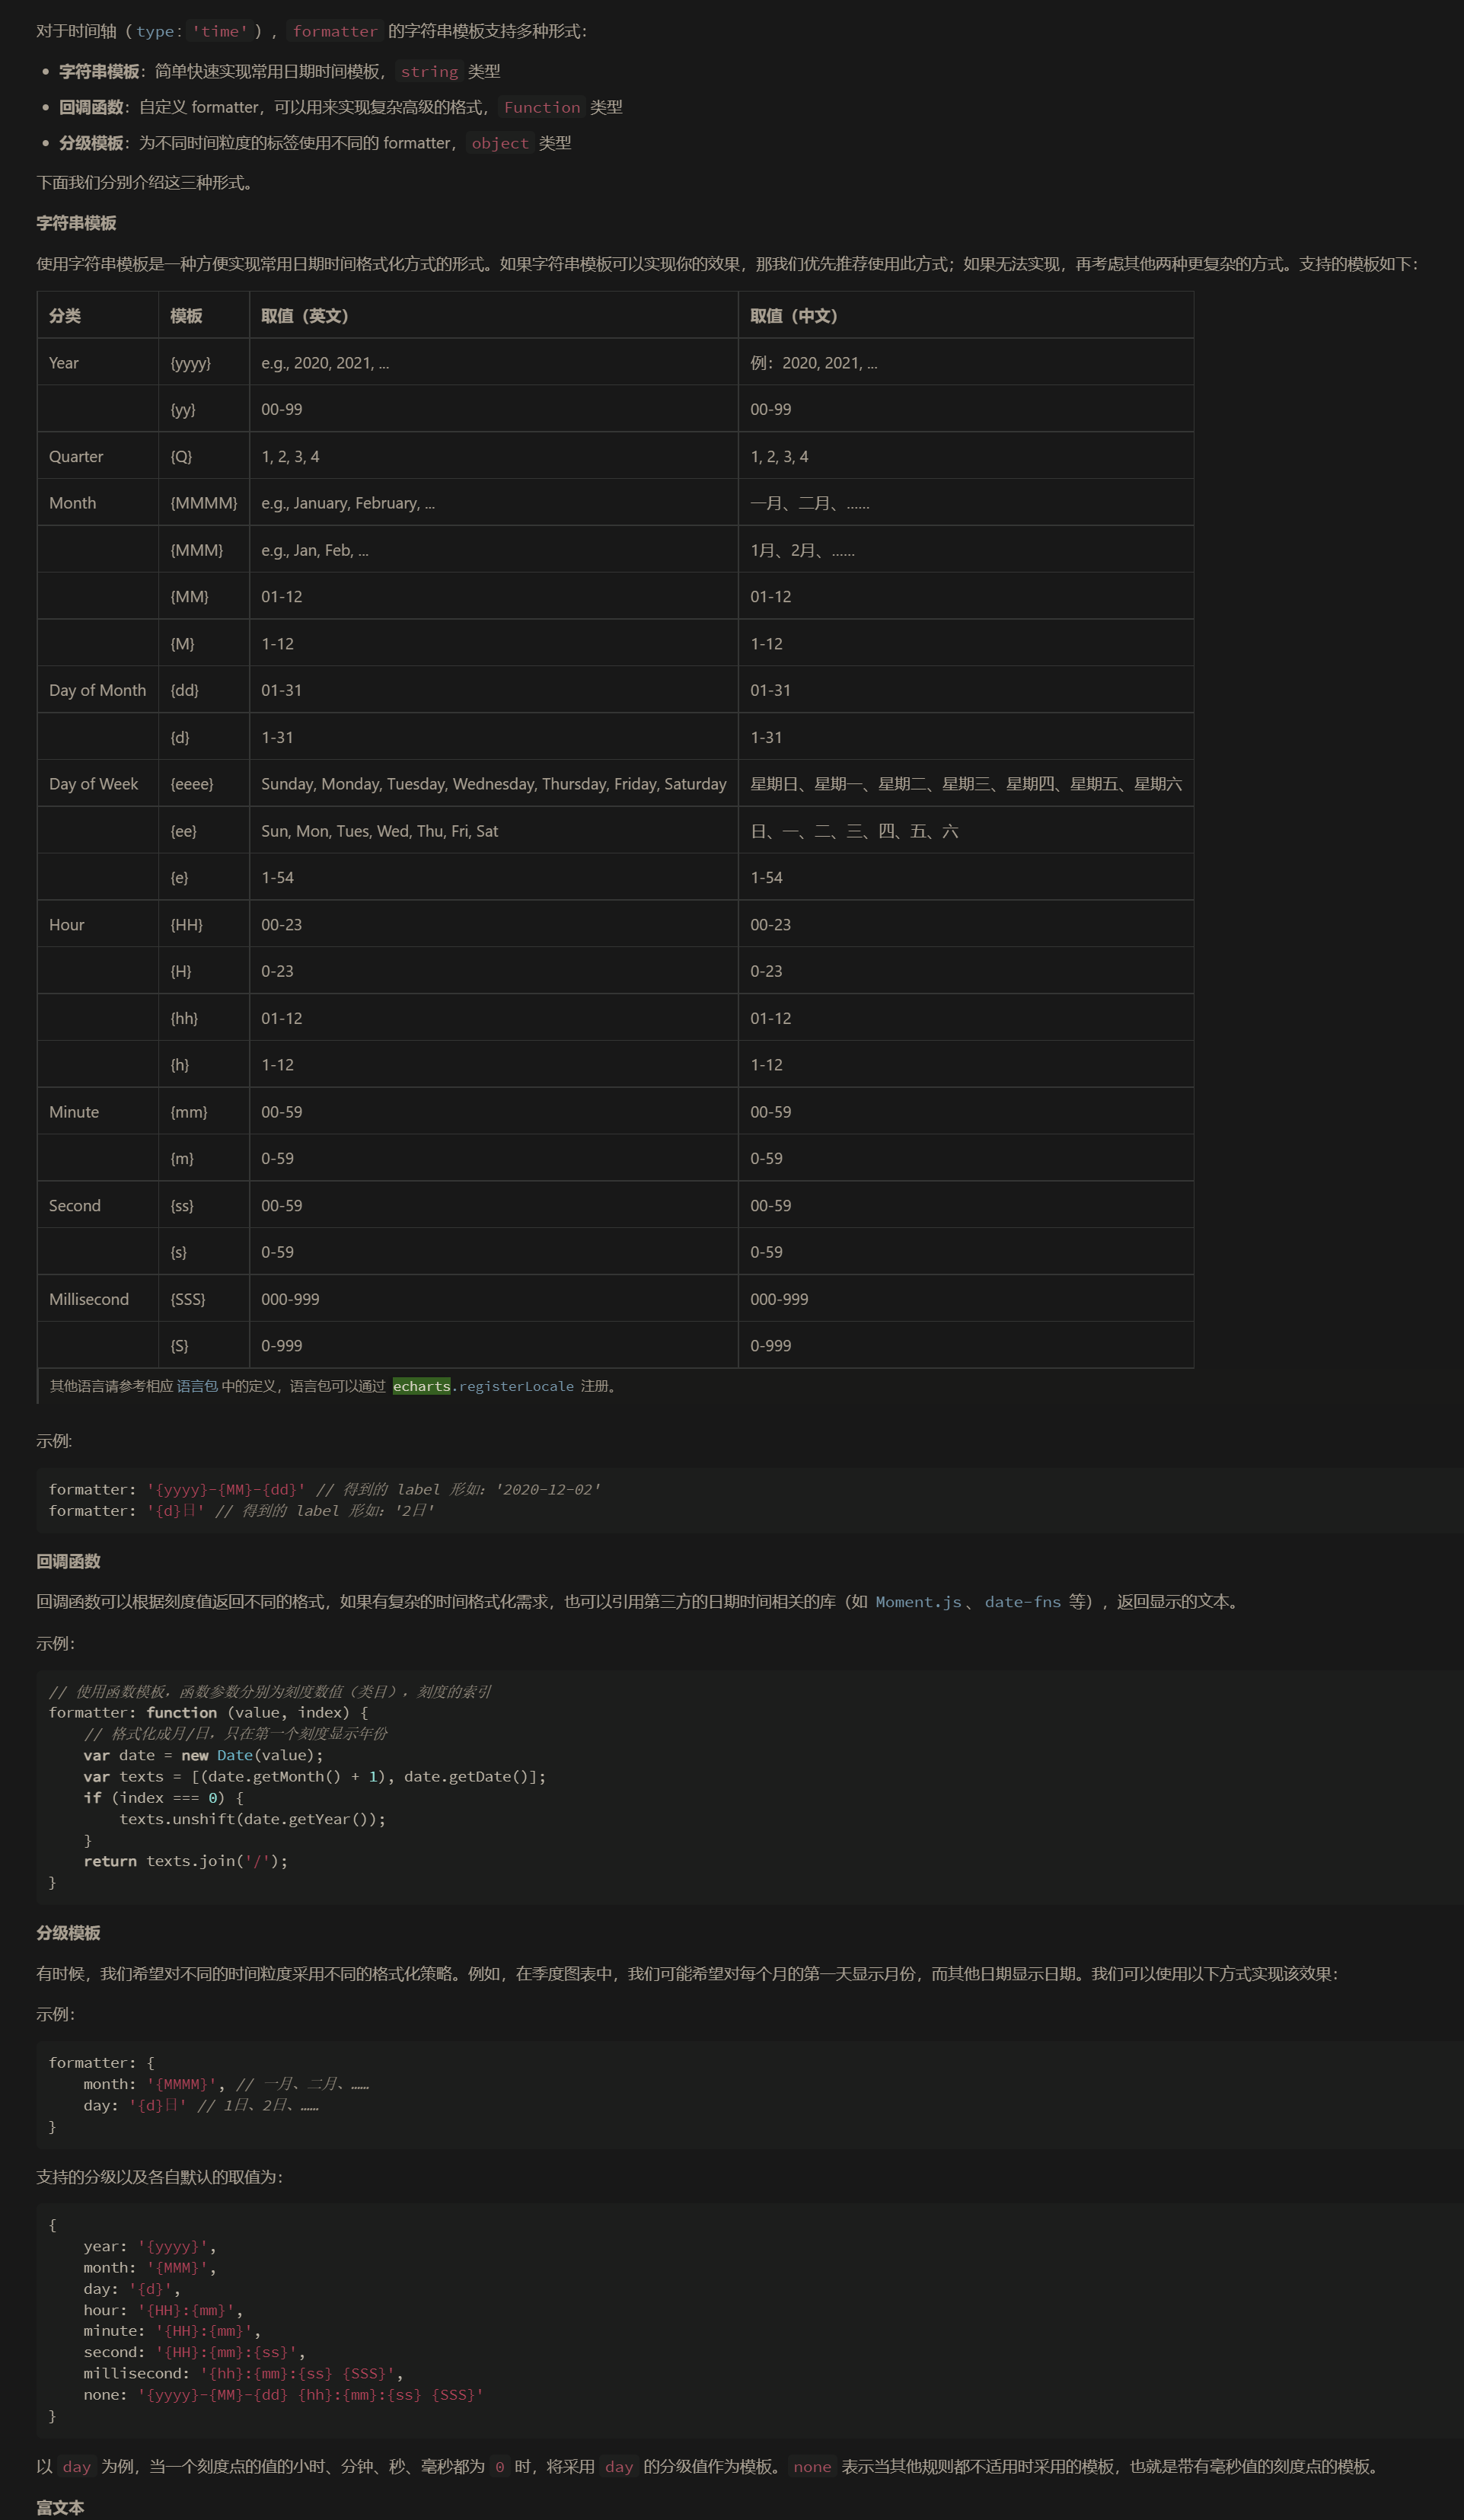 对于时间轴（type: 'time'）, formatter 的字符串模板支持多种形式：
• 字符串模板：简单快速实现常用日期时间模板，string 类型
• 回调函数：自定义 formatter，可以用来实现复杂高级的格式，Function 类型
• 分级模板：为不同时间粒度的标签使用不同的 formatter，object 类型
下面我们分别介绍这三种形式。
字符串模板
使用字符串模板是一种方便实现常用日期时间格式化方式的形式。如果字符串模板可以实现你的效果，那我们优先推荐使用此方式；如果无法实现，再考虑其他两种更复杂的方式。支持的模板如下：
分类 模板 取值（英文） 取值（中文）
Year {yyyy} e.g., 2020, 2021, ... 例：2020, 2021, ...
{yy} 00-99 00-99
Quarter {Q} 1, 2, 3, 4 1, 2, 3, 4
Month {MMMM} e.g., January, February, ... 一月、二月、……
{MMM} e.g., Jan, Feb, ... 1月、2月、……
{MM} 01-12 01-12
{M} 1-12 1-12
Day of Month {dd} 01-31 01-31
{d} 1-31 1-31
Day of Week {eeee} Sunday, Monday, Tuesday, Wednesday, Thursday, Friday, Saturday 星期日、星期一、星期二、星期三、星期四、星期五、星期六
{ee} Sun, Mon, Tues, Wed, Thu, Fri, Sat 日、一、二、三、四、五、六
{e} 1-54 1-54
Hour {HH} 00-23 00-23
{H} 0-23 0-23
{hh} 01-12 01-12
{h} 1-12 1-12
Minute {mm} 00-59 00-59
{m} 0-59 0-59
Second {ss} 00-59 00-59
{s} 0-59 0-59
Millisecond {SSS} 000-999 000-999
{S} 0-999 0-999
其他语言请参考相应 语言包 中的定义，语言包可以通过 echarts.registerLocale 注册。
示例:
formatter: '{yyyy}-{MM}-{dd}' // 得到的 label 形如：'2020-12-02'
formatter: '{d}日' // 得到的 label 形如：'2日'
回调函数
回调函数可以根据刻度值返回不同的格式，如果有复杂的时间格式化需求，也可以引用第三方的日期时间相关的库（如 Moment.js、date-fns 等），返回显示的文本。
示例：
// 使用函数模板，函数参数分别为刻度数值（类目），刻度的索引
formatter: function (value, index) {
    // 格式化成月/日，只在第一个刻度显示年份
    var date = new Date(value);
    var texts = [(date.getMonth() + 1), date.getDate()];
    if (index === 0) {
        texts.unshift(date.getYear());
    }
    return texts.join('/');
}
分级模板
有时候，我们希望对不同的时间粒度采用不同的格式化策略。例如，在季度图表中，我们可能希望对每个月的第一天显示月份，而其他日期显示日期。我们可以使用以下方式实现该效果：
示例：
formatter: {
    month: '{MMMM}', // 一月、二月、……
    day: '{d}日' // 1日、2日、……
}
支持的分级以及各自默认的取值为：
{
    year: '{yyyy}',
    month: '{MMM}',
    day: '{d}',
    hour: '{HH}:{mm}',
    minute: '{HH}:{mm}',
    second: '{HH}:{mm}:{ss}',
    millisecond: '{hh}:{mm}:{ss} {SSS}',
    none: '{yyyy}-{MM}-{dd} {hh}:{mm}:{ss} {SSS}'
}
以 day 为例，当一个刻度点的值的小时、分钟、秒、毫秒都为 0 时，将采用 day 的分级值作为模板。none 表示当其他规则都不适用时采用的模板，也就是带有毫秒值的刻度点的模板。
富文本